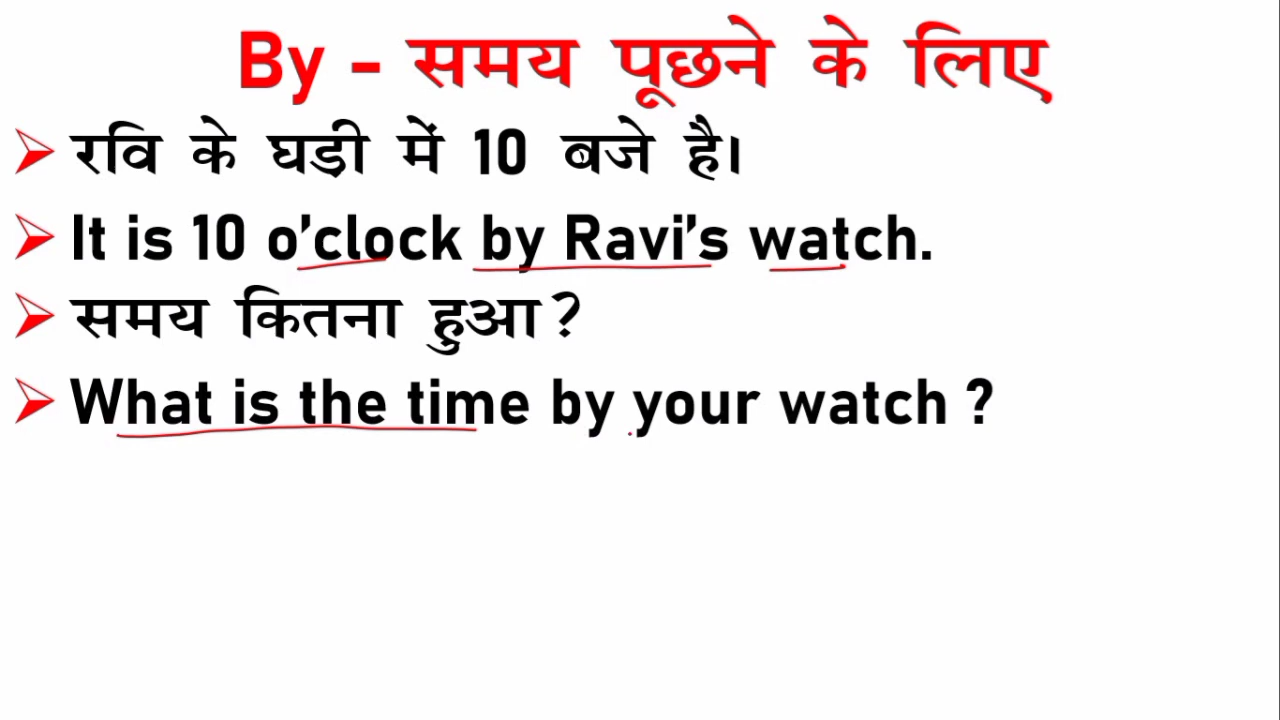 By - समय पूछने के लिए
रवि के घड़ी में 10 बजे है।
It is 10 o'clock by Ravi's watch.
समय कितना हुआ?
What is the time by your watch ?